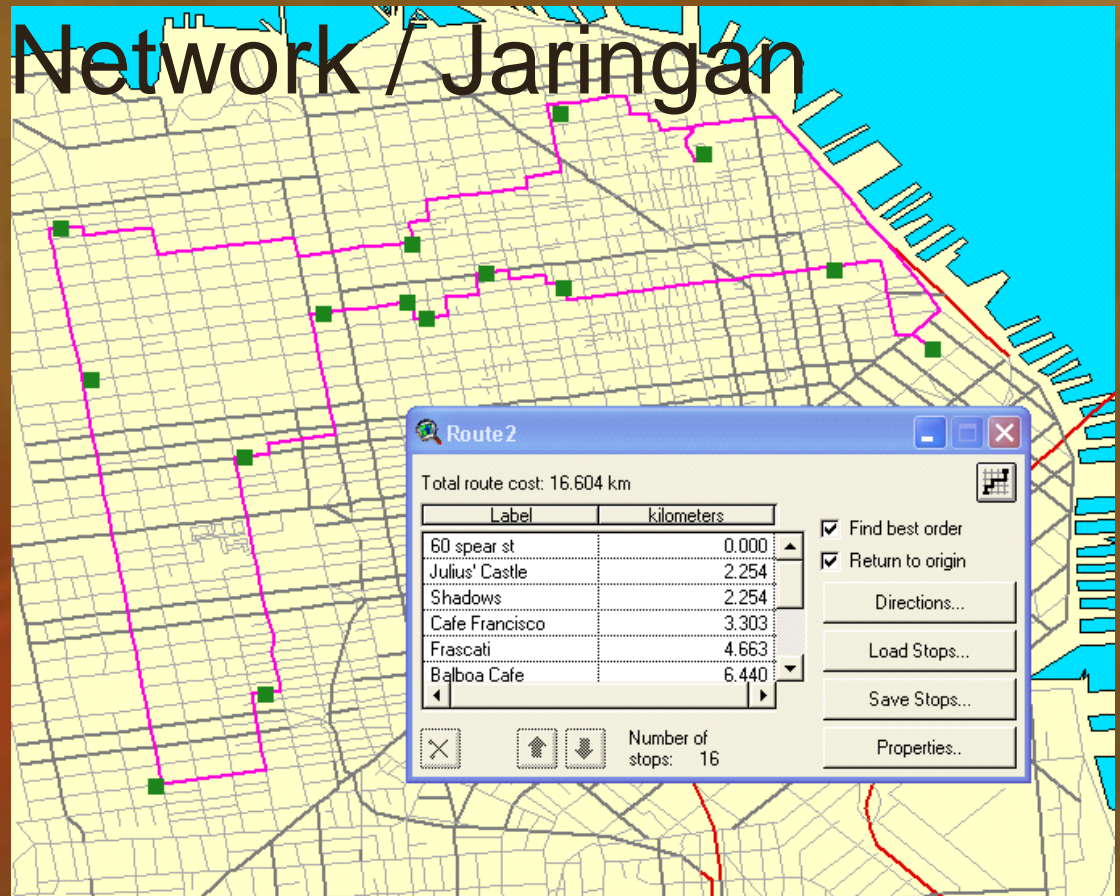 Network / Jaringan
Route2
Total route cost: 16.604 km
Label kilometers
60 spear st 0.000
Julius' Castle 2.254
Shadows 2.254
Cafe Francisco 3.303
Frascati 4.663
Balboa Cafe 6.440
Find best order
Return to origin
Directions...
Load Stops...
Save Stops...
Properties..
Number of
stops: 16